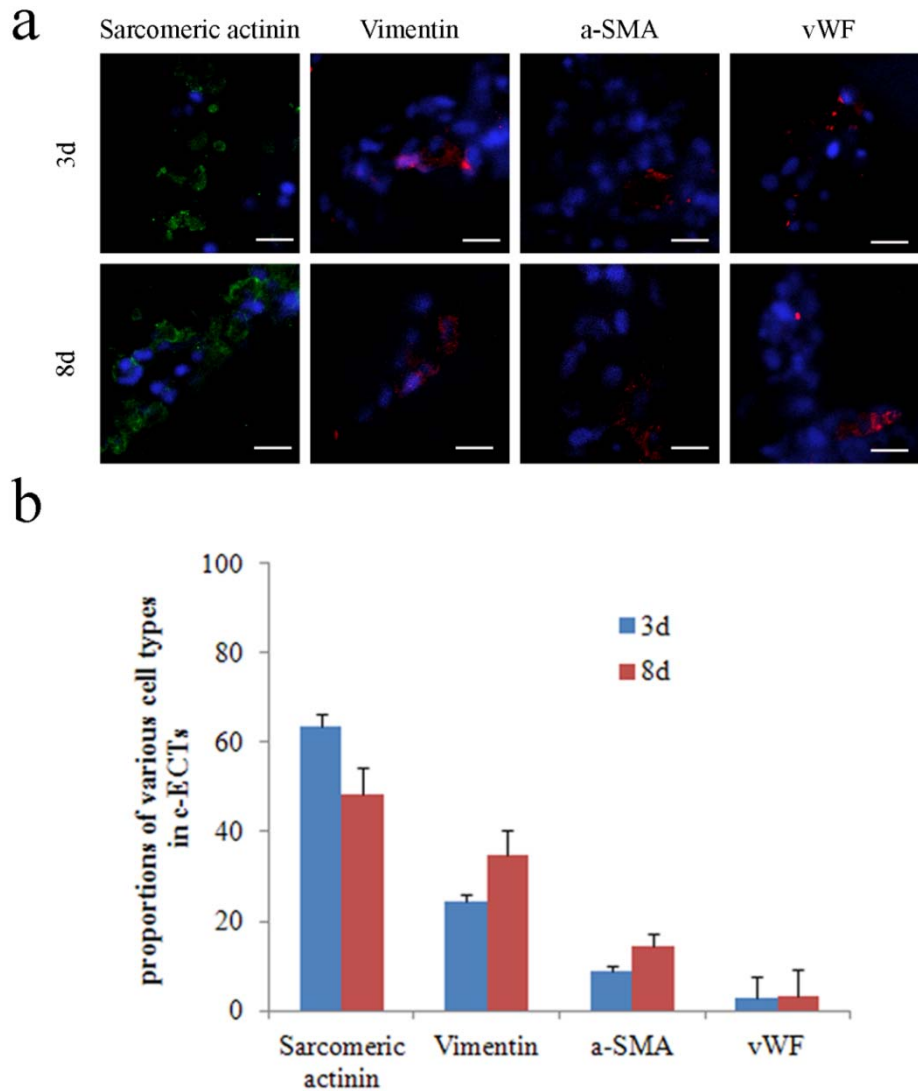 a
Sarcomeric actinin Vimentin a-SMA vWF
3d
8d
b
proportions of various cell types
in c-ECTs
100
80
60
40
20
0
3d
8d
Sarcomeric
actinin
Vimentin
a-SMA
vWF